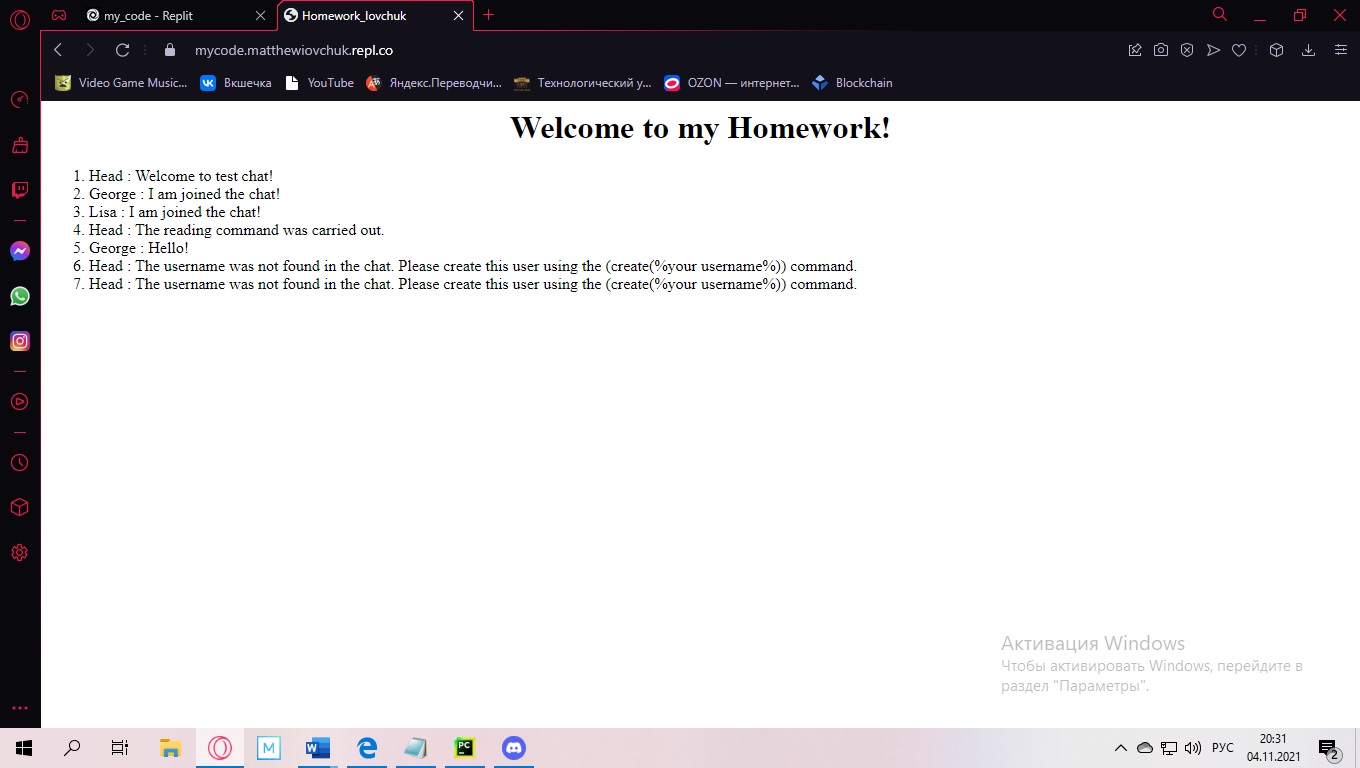 my_code - Replit
Homework_Iovchuk
mycode.matthewiovchuk.repl.co
Video Game Music...
Вкшечка
YouTube
Яндекс.Переводчи...
Технологический у...
OZON — интернет...
Blockchain
Welcome to my Homework!
1. Head : Welcome to test chat!
2. George : I am joined the chat!
3. Lisa : I am joined the chat!
4. Head : The reading command was carried out.
5. George : Hello!
6. Head : The username was not found in the chat. Please create this user using the (create(%your username%)) command.
7. Head : The username was not found in the chat. Please create this user using the (create(%your username%)) command.
Активация Windows
Чтобы активировать Windows, перейдите в
раздел "Параметры".
M
W
PC
РУС
20:31
04.11.2021
2